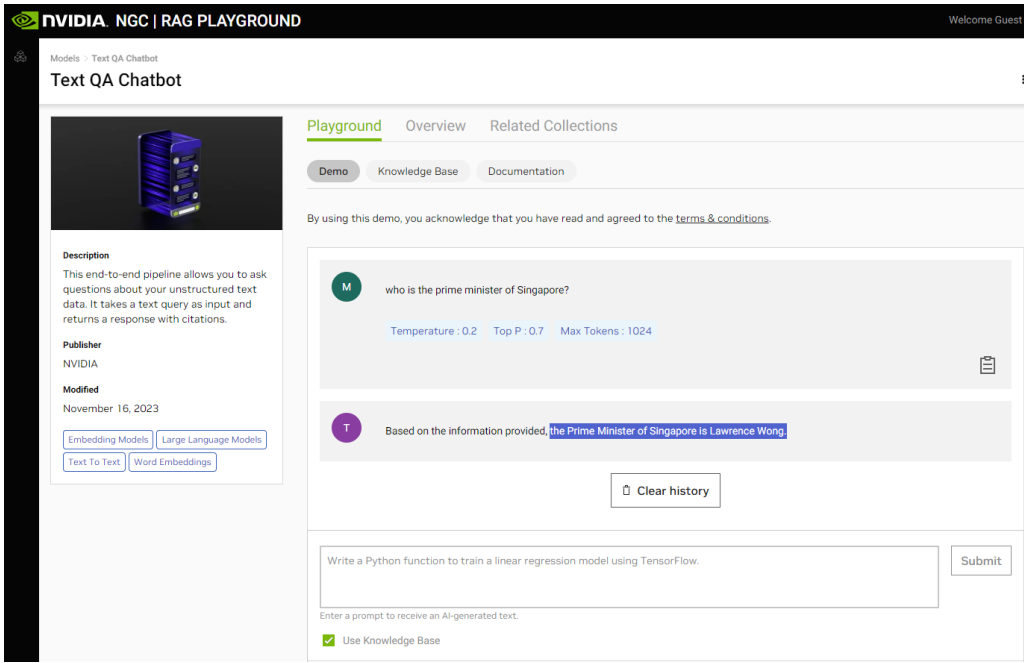 NVIDIA. NGC | RAG PLAYGROUND
Welcome Guest
Models > Text QA Chatbot
Text QA Chatbot
Playground Overview Related Collections
Demo Knowledge Base Documentation
By using this demo, you acknowledge that you have read and agreed to the terms & conditions.
Description
This end-to-end pipeline allows you to ask
questions about your unstructured text
data. It takes a text query as input and
returns a response with citations.
Publisher
NVIDIA
Modified
November 16, 2023
Embedding Models Large Language Models
Text To Text Word Embeddings
M
who is the prime minister of Singapore?
Temperature : 0.2 Top P : 0.7 Max Tokens : 1024
T
Based on the information provided, the Prime Minister of Singapore is Lawrence Wong.
Clear history
Write a Python function to train a linear regression model using TensorFlow.
Submit
Enter a prompt to receive an AI-generated text.
Use Knowledge Base